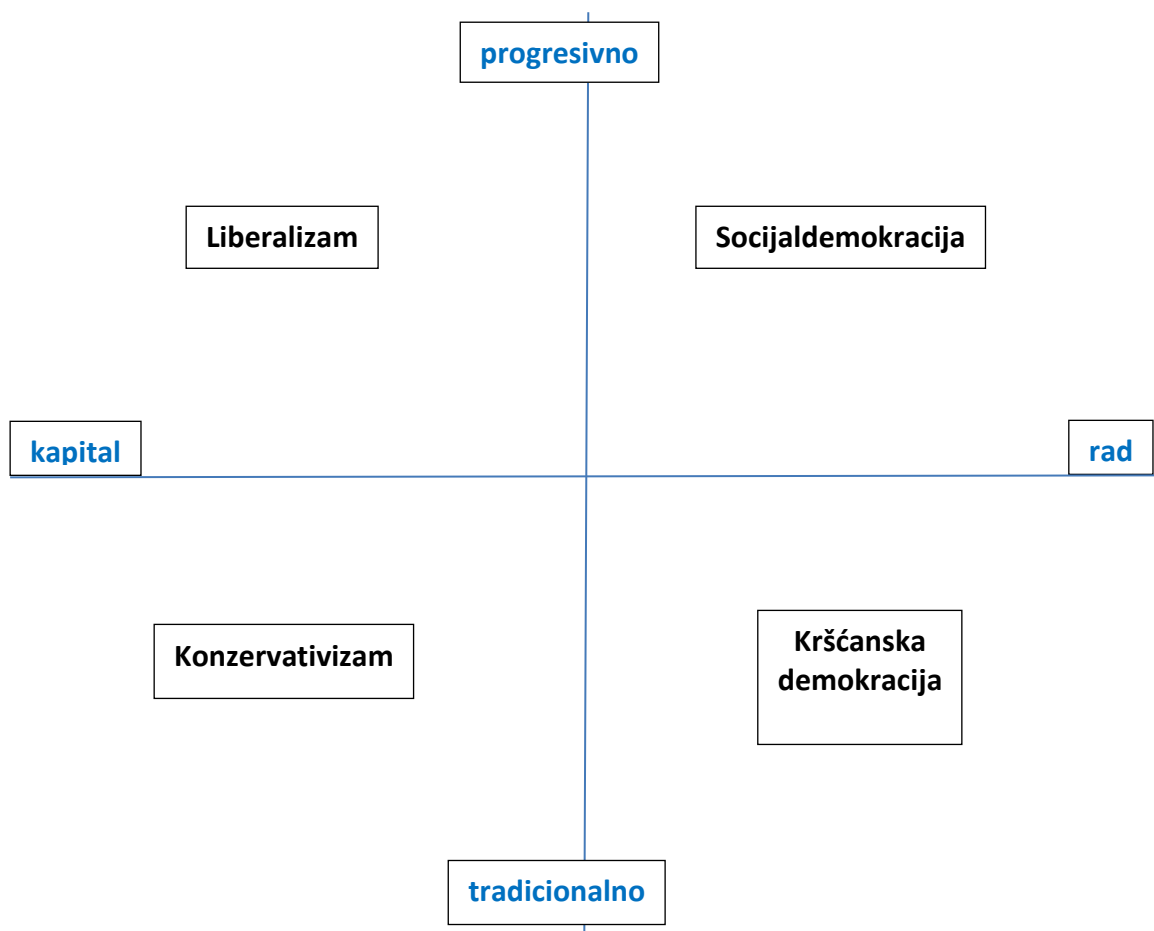 progresivno
Liberalizam
Socijaldemokracija
kapital
rad
Konzervativizam
Kršćanska
demokracija
tradicionalno